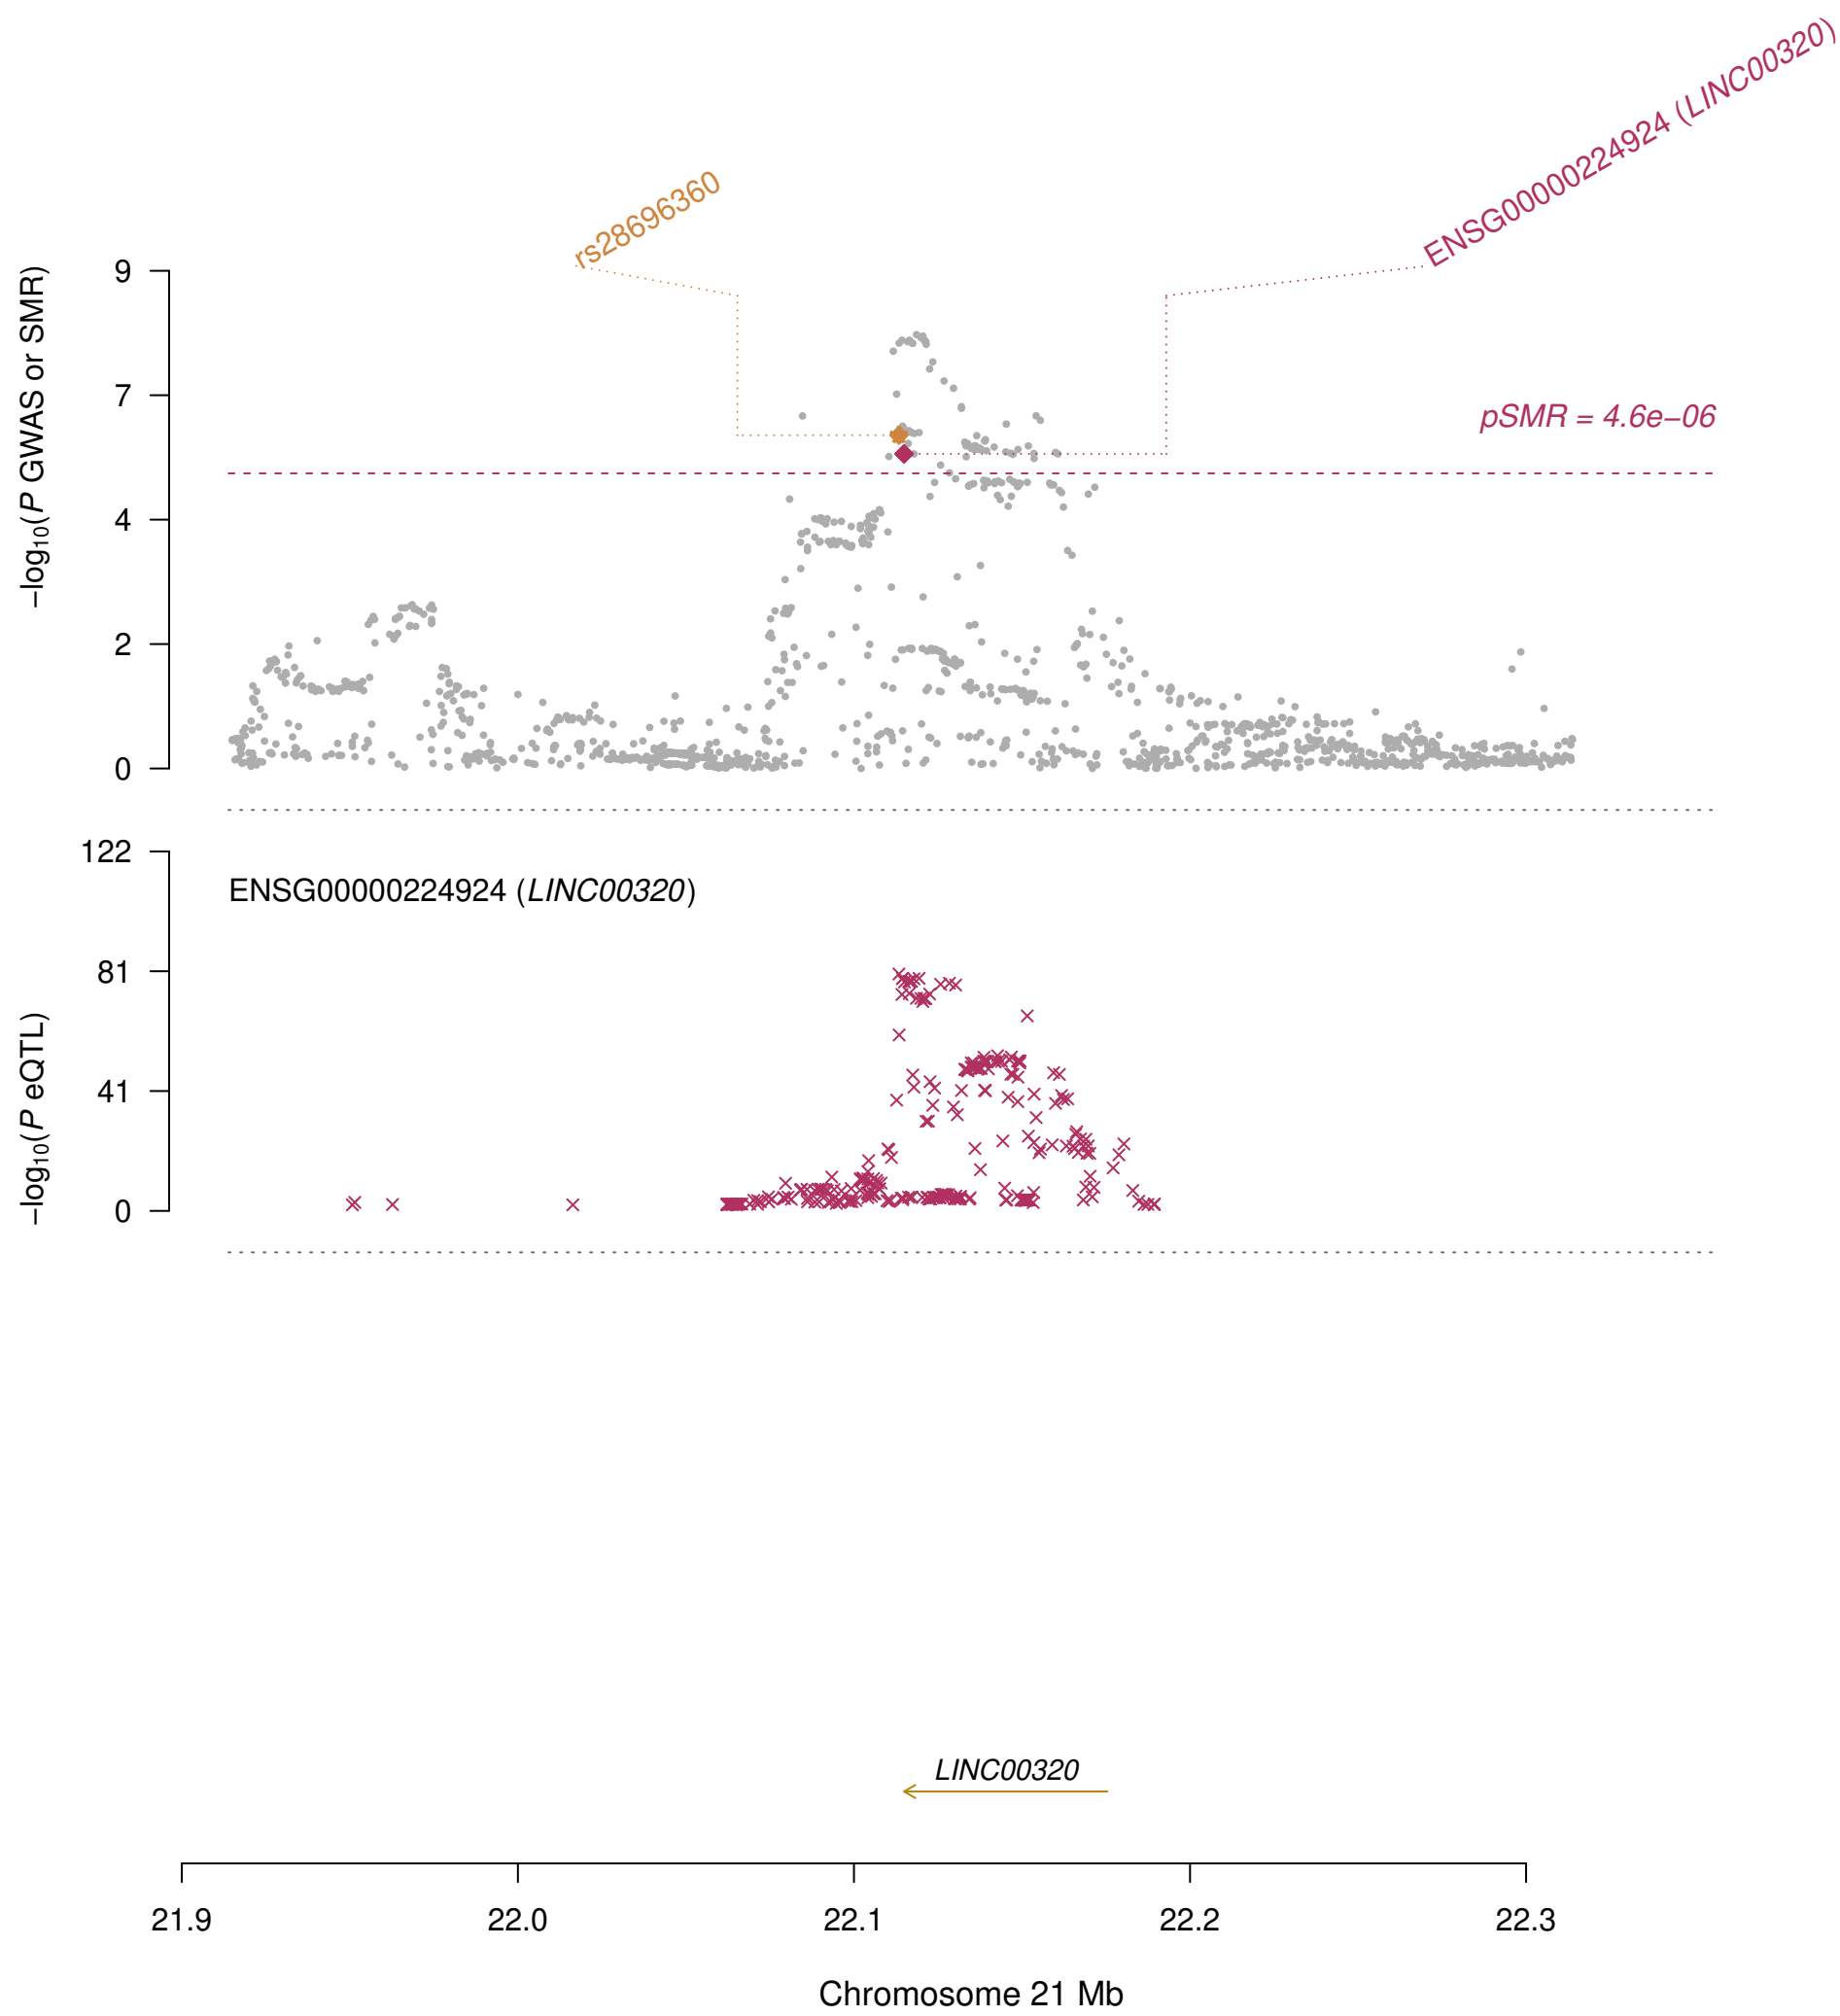 ENSG00000224924 (LINC00320)
rs28696360
−log10(P GWAS or SMR)
9
7
4
2
0
pSMR = 4.6e−06
−log10(P eQTL)
122
81
41
0
ENSG00000224924 (LINC00320)
LINC00320
21.9 22.0 22.1 22.2 22.3
Chromosome 21 Mb